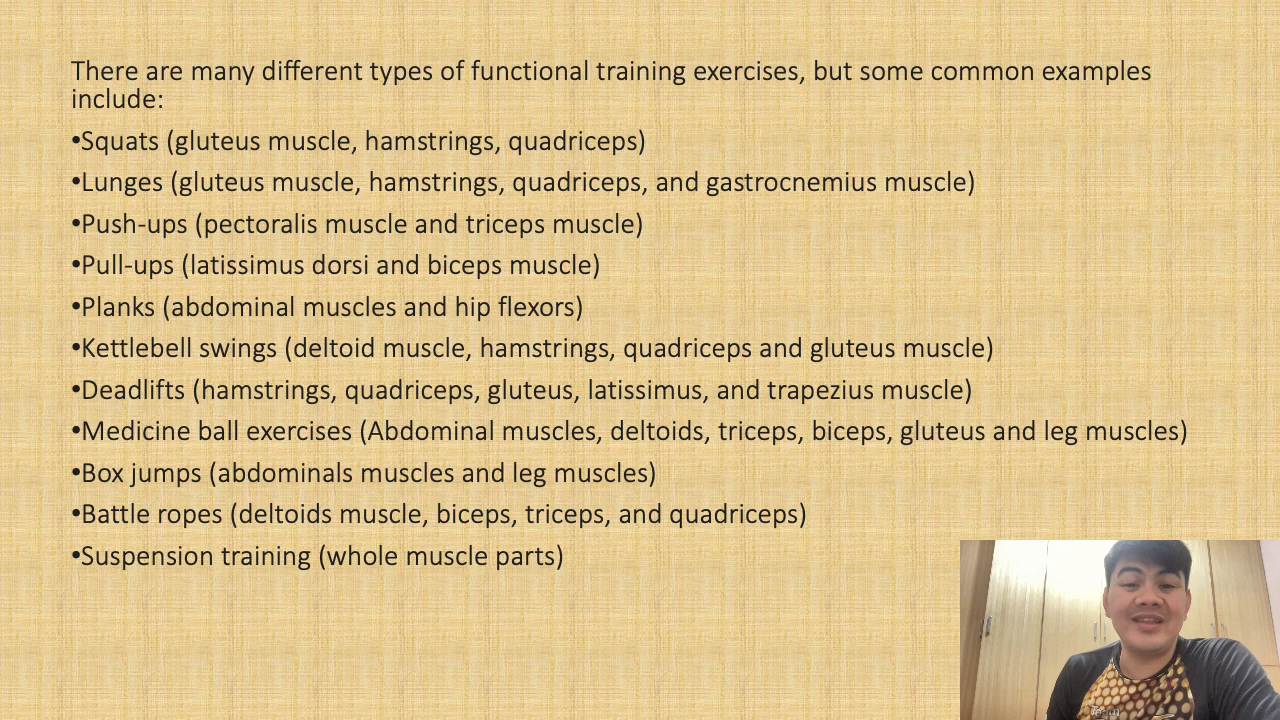 There are many different types of functional training exercises, but some common examples
include:
•Squats (gluteus muscle, hamstrings, quadriceps)
•Lunges (gluteus muscle, hamstrings, quadriceps, and gastrocnemius muscle)
•Push-ups (pectoralis muscle and triceps muscle)
•Pull-ups (latissimus dorsi and biceps muscle)
•Planks (abdominal muscles and hip flexors)
•Kettlebell swings (deltoid muscle, hamstrings, quadriceps and gluteus muscle)
•Deadlifts (hamstrings, quadriceps, gluteus, latissimus, and trapezius muscle)
•Medicine ball exercises (Abdominal muscles, deltoids, triceps, biceps, gluteus and leg muscles)
•Box jumps (abdominals muscles and leg muscles)
•Battle ropes (deltoids muscle, biceps, triceps, and quadriceps)
•Suspension training (whole muscle parts)